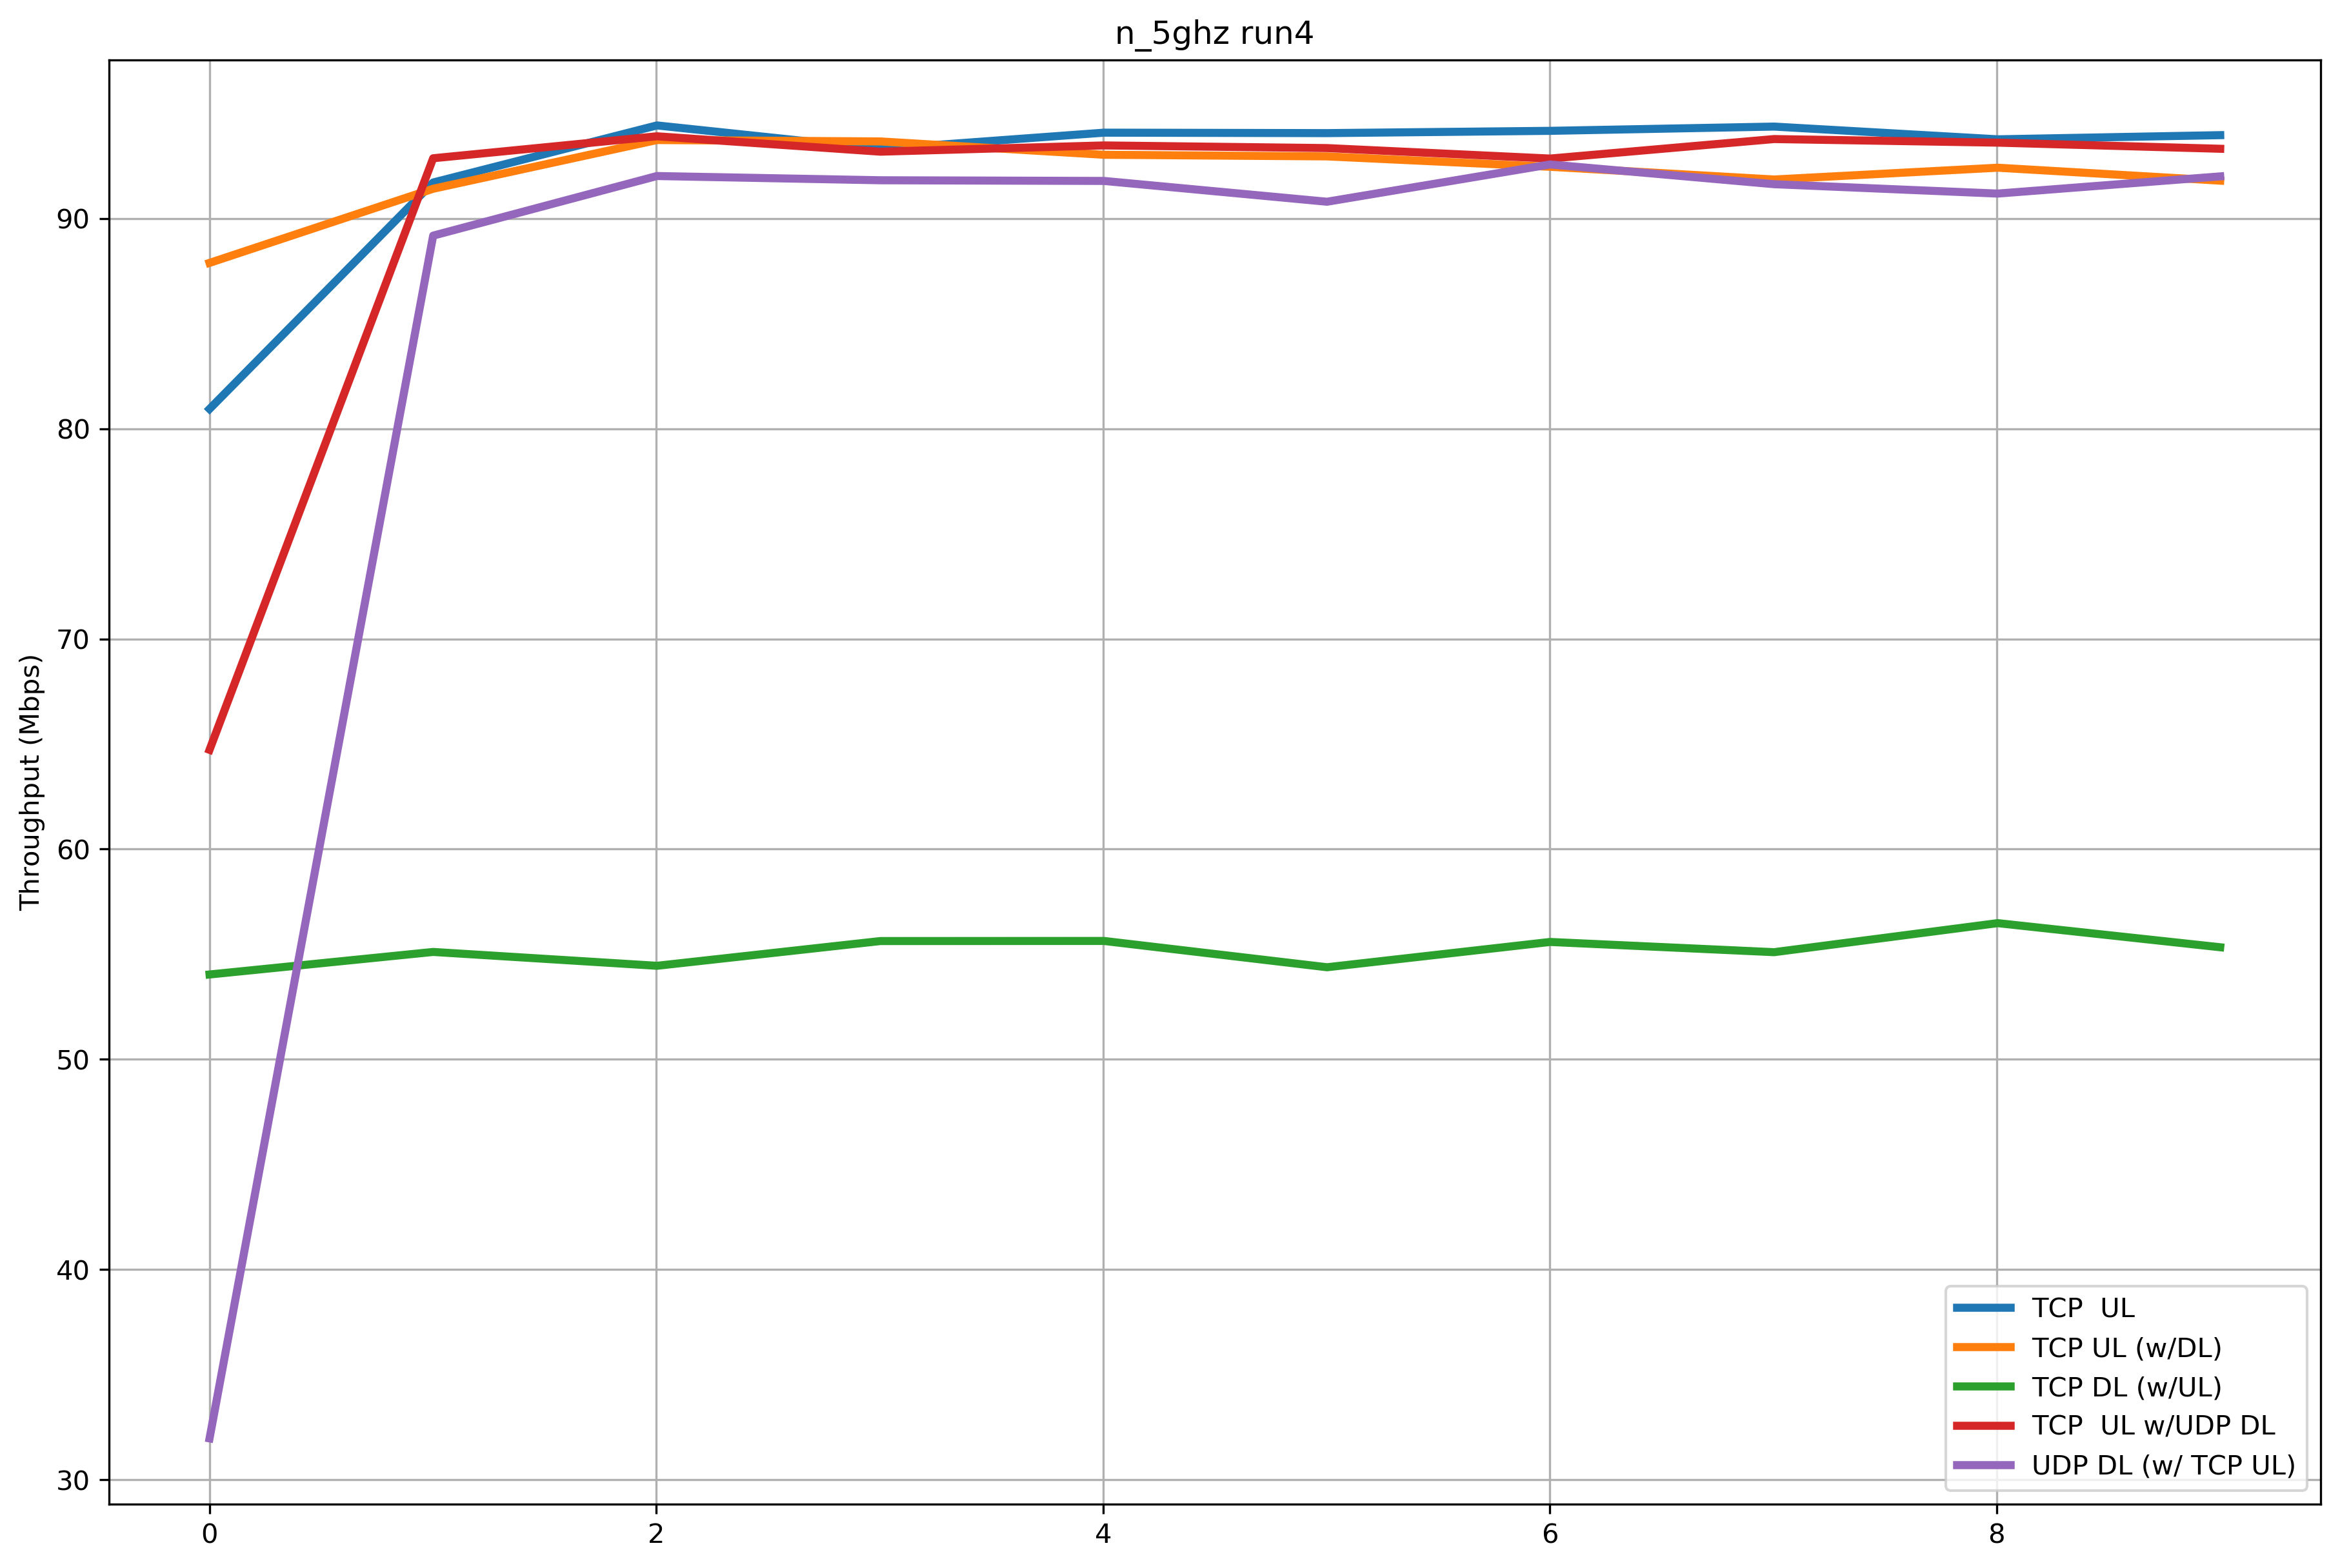 n_5ghz run4
Throughput (Mbps)
90
80
70
60
50
40
30
0 2 4 6 8
TCP  UL
TCP UL (w/DL)
TCP DL (w/UL)
TCP  UL w/UDP DL
UDP DL (w/ TCP UL)